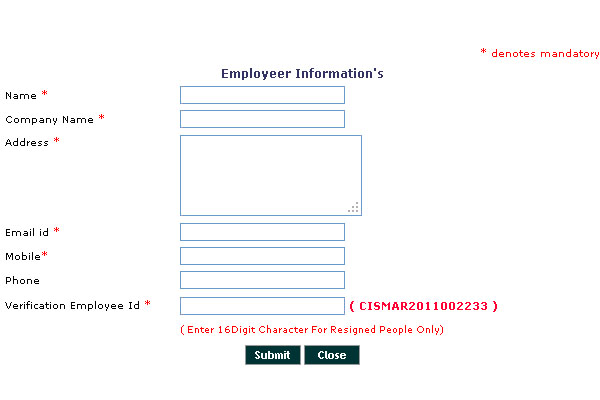 * denotes mandatory
Employeer Information's
Name *
Company Name *
Address *
Email id *
Mobile*
Phone
Verification Employee Id * ( CISMAR2011002233 )
( Enter 16Digit Character For Resigned People Only)
Submit Close